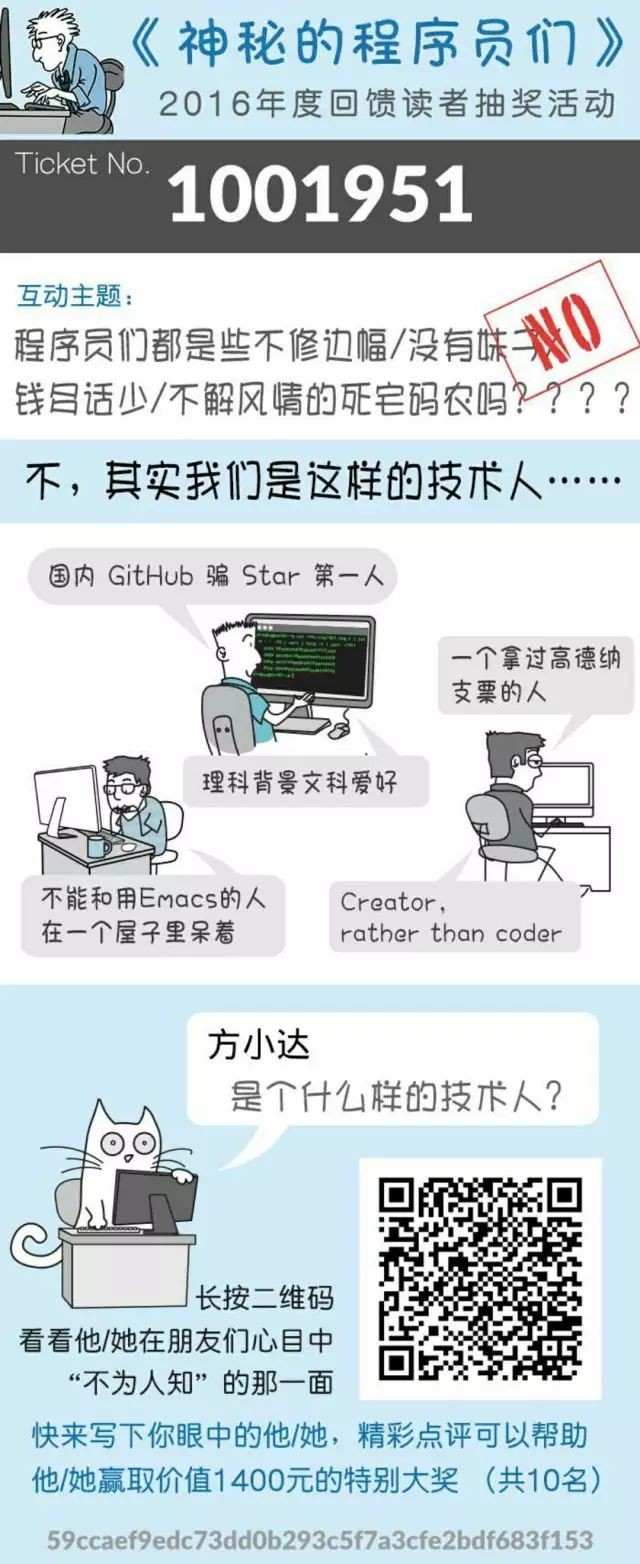 《神秘的程序员们》
2016年度回馈读者抽奖活动
Ticket No.
1001951
互动主题：
程序员们都是些不修边幅/没有妹子/
NO
钱多话少/不解风情的死宅码农吗？？？？
不，其实我们是这样的技术人……
国内 GitHub 骗 Star 第一人
一个拿过高德纳
支票的人
理科背景文科爱好
不能和用Emacs的人
在一个屋子里呆着
Creator,
rather than coder
方小达
是个什么样的技术人？
长按二维码
看看他/她在朋友们心目中
“不为人知”的那一面
快来写下你眼中的他/她，精彩点评可以帮助
他/她赢取价值1400元的特别大奖 （共10名）
59ccaef9edc73dd0b293c5f7a3cfe2bdf683f153